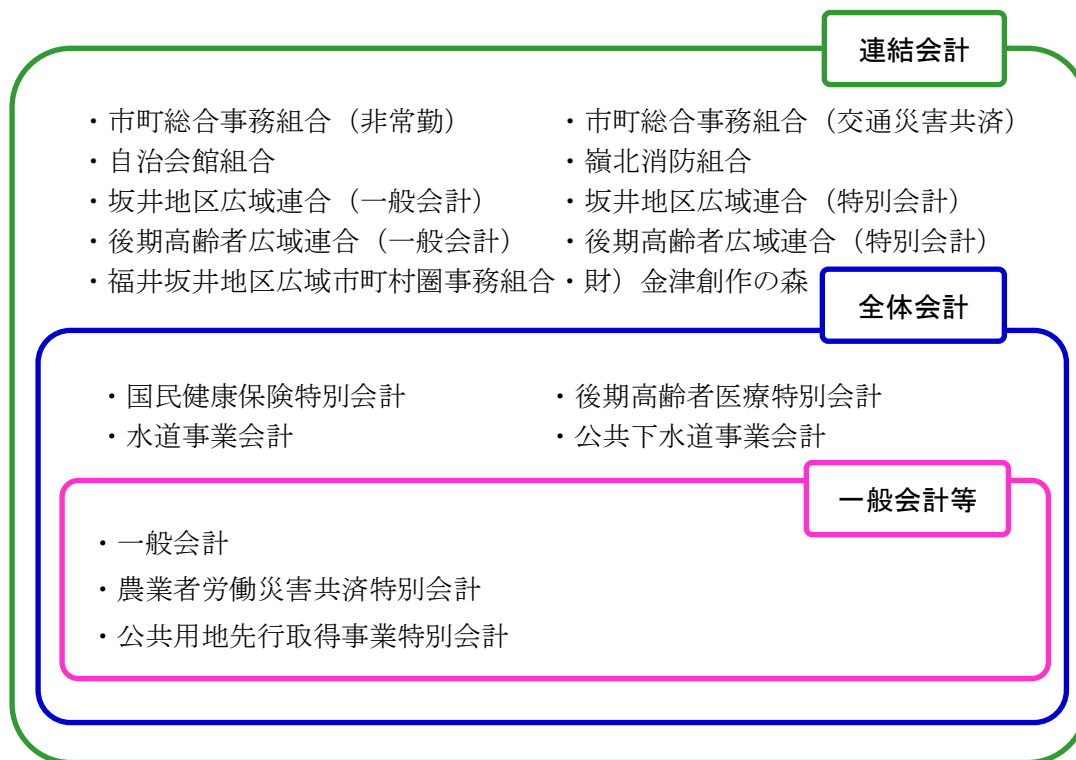 連結会計
・市町総合事務組合（非常勤） ・市町総合事務組合（交通災害共済）
・自治会館組合 ・嶺北消防組合
・坂井地区広域連合（一般会計） ・坂井地区広域連合（特別会計）
・後期高齢者広域連合（一般会計） ・後期高齢者広域連合（特別会計）
・福井坂井地区広域市町村圏事務組合・財）金津創作の森
全体会計
・国民健康保険特別会計 ・後期高齢者医療特別会計
・水道事業会計 ・公共下水道事業会計
一般会計等
・一般会計
・農業者労働災害共済特別会計
・公共用地先行取得事業特別会計